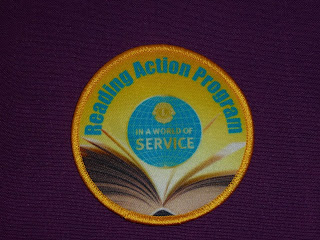 Reading Action Program
IN A WORLD OF
SERVICE